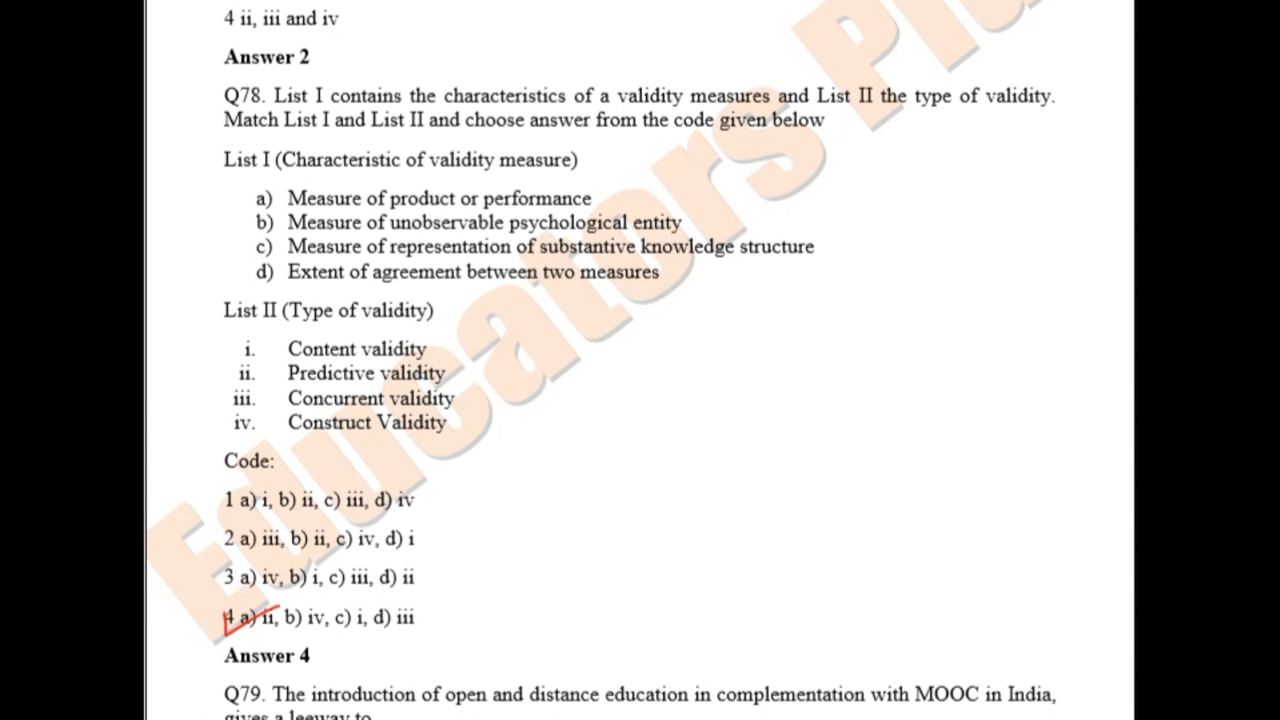 4 ii, iii and iv
Answer 2
Q78. List I contains the characteristics of a validity measures and List II the type of validity.
Match List I and List II and choose answer from the code given below
List I (Characteristic of validity measure)
a) Measure of product or performance
b) Measure of unobservable psychological entity
c) Measure of representation of substantive knowledge structure
d) Extent of agreement between two measures
List II (Type of validity)
i. Content validity
ii. Predictive validity
iii. Concurrent validity
iv. Construct Validity
Code:
1 a) i, b) ii, c) iii, d) iv
2 a) iii, b) ii, c) iv, d) i
3 a) iv, b) i, c) iii, d) ii
4 a) ii, b) iv, c) i, d) iii
Answer 4
Q79. The introduction of open and distance education in complementation with MOOC in India,
gives a leeway to
Educators